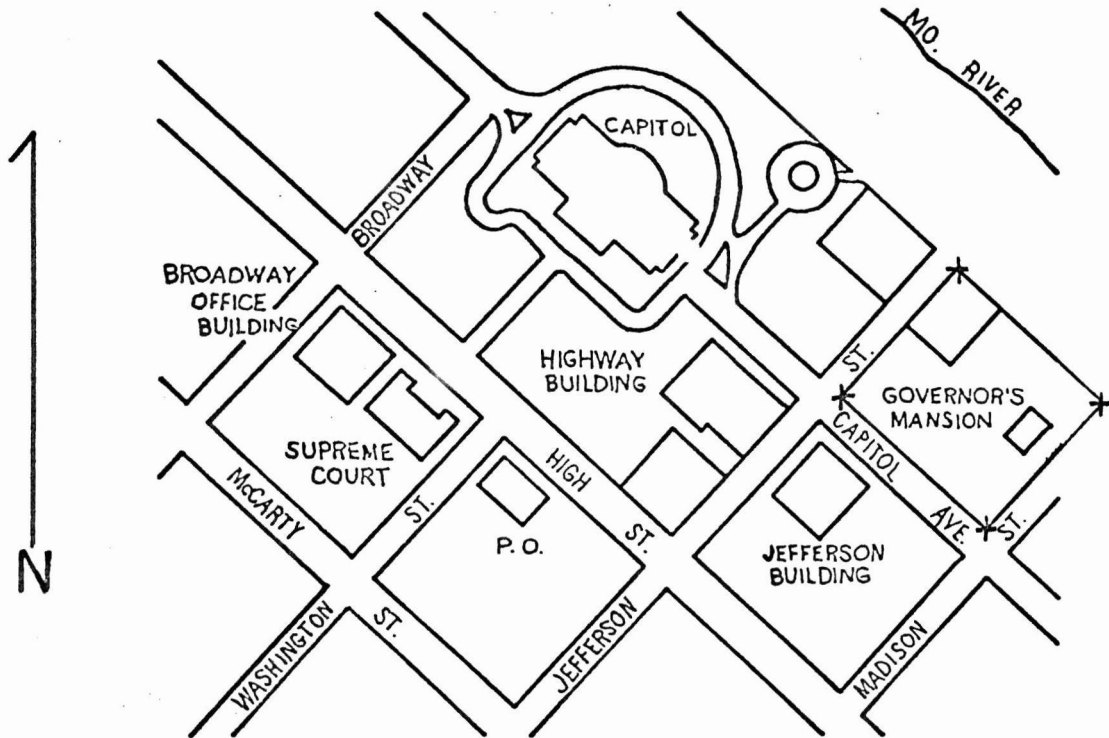 MO. RIVER
CAPITOL
BROADWAY
BROADWAY
OFFICE
BUILDING
ST.
HIGHWAY
BUILDING
GOVERNOR'S
MANSION
CAPITOL AVE.
ST.
SUPREME
COURT
HIGH ST.
McCARTY ST.
ST.
P. O.
JEFFERSON
BUILDING
N
WASHINGTON
JEFFERSON
MADISON